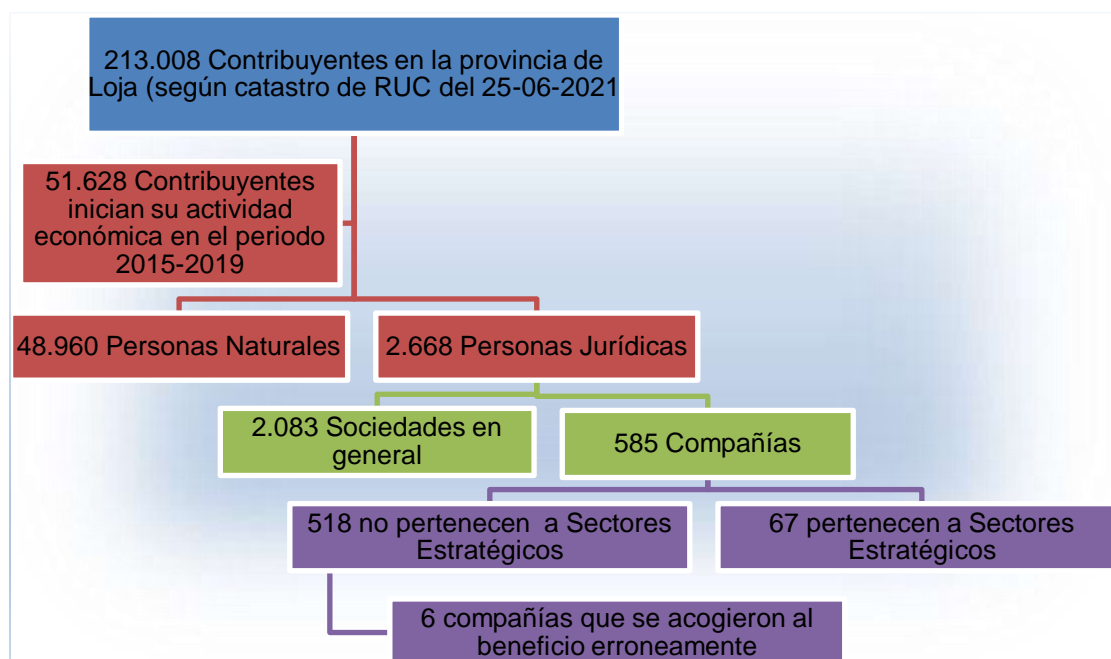 213.008 Contribuyentes en la provincia de
Loja (según catastro de RUC del 25-06-2021
51.628 Contribuyentes
inician su actividad
económica en el periodo
2015-2019
48.960 Personas Naturales
2.668 Personas Jurídicas
2.083 Sociedades en
general
585 Compañías
518 no pertenecen a Sectores
Estratégicos
67 pertenecen a Sectores
Estratégicos
6 compañías que se acogieron al
beneficio erroneamente